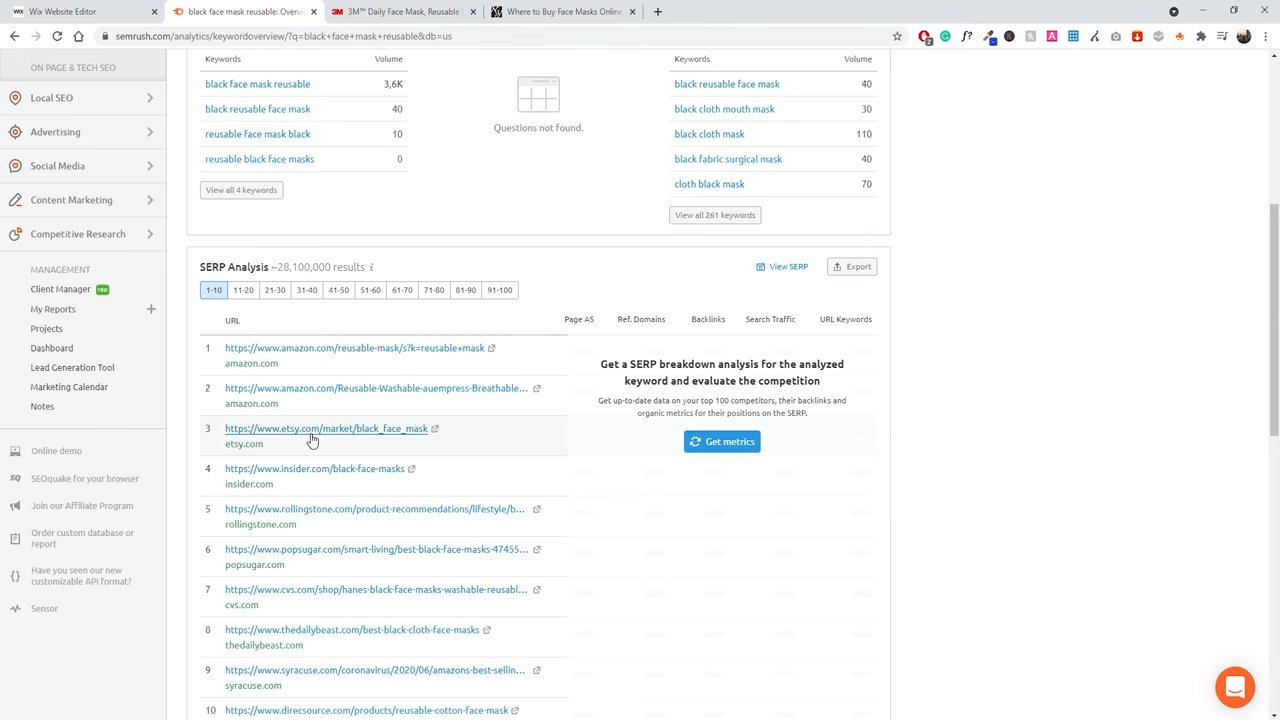 Wix Website Editor
black face mask reusable: Overvi
3M™ Daily Face Mask, Reusable
Where to Buy Face Masks Online
semrush.com/analytics/keywordoverview/?q=black+face+mask+reusable&db=us
ON PAGE & TECH SEO
Local SEO
Advertising
Social Media
Content Marketing
Competitive Research
MANAGEMENT
Client Manager new
My Reports
Projects
Dashboard
Lead Generation Tool
Marketing Calendar
Notes
Online demo
SEOquake for your browser
Join our Affiliate Program
Order custom database or
report
Have you seen our new
customizable API format?
Sensor
Keywords Volume
black face mask reusable 3,6K
black reusable face mask 40
reusable face mask black 10
reusable black face masks 0
View all 4 keywords
Questions not found.
Keywords Volume
black reusable face mask 40
black cloth mouth mask 30
black cloth mask 110
black fabric surgical mask 40
cloth black mask 70
View all 261 keywords
SERP Analysis ~28,100,000 results i
View SERP
Export
1-10 11-20 21-30 31-40 41-50 51-60 61-70 71-80 81-90 91-100
URL Page AS Ref. Domains Backlinks Search Traffic URL Keywords
1 https://www.amazon.com/reusable-mask/s?k=reusable+mask
amazon.com
2 https://www.amazon.com/Reusable-Washable-auempress-Breathable...
amazon.com
3 https://www.etsy.com/market/black_face_mask
etsy.com
4 https://www.insider.com/black-face-masks
insider.com
5 https://www.rollingstone.com/product-recommendations/lifestyle/b...
rollingstone.com
6 https://www.popsugar.com/smart-living/best-black-face-masks-47455...
popsugar.com
7 https://www.cvs.com/shop/hanes-black-face-masks-washable-reusabl...
cvs.com
8 https://www.thedailybeast.com/best-black-cloth-face-masks
thedailybeast.com
9 https://www.syracuse.com/coronavirus/2020/06/amazons-best-sellin...
syracuse.com
10 https://www.direcsource.com/products/reusable-cotton-face-mask
Get a SERP breakdown analysis for the analyzed
keyword and evaluate the competition
Get up-to-date data on your top 100 competitors, their backlinks and
organic metrics for their positions on the SERP.
Get metrics